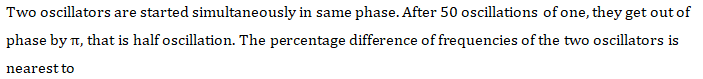 Two oscillators are started simultaneously in same phase. After 50 oscillations of one, they get out of
phase by π, that is half oscillation. The percentage difference of frequencies of the two oscillators is
nearest to